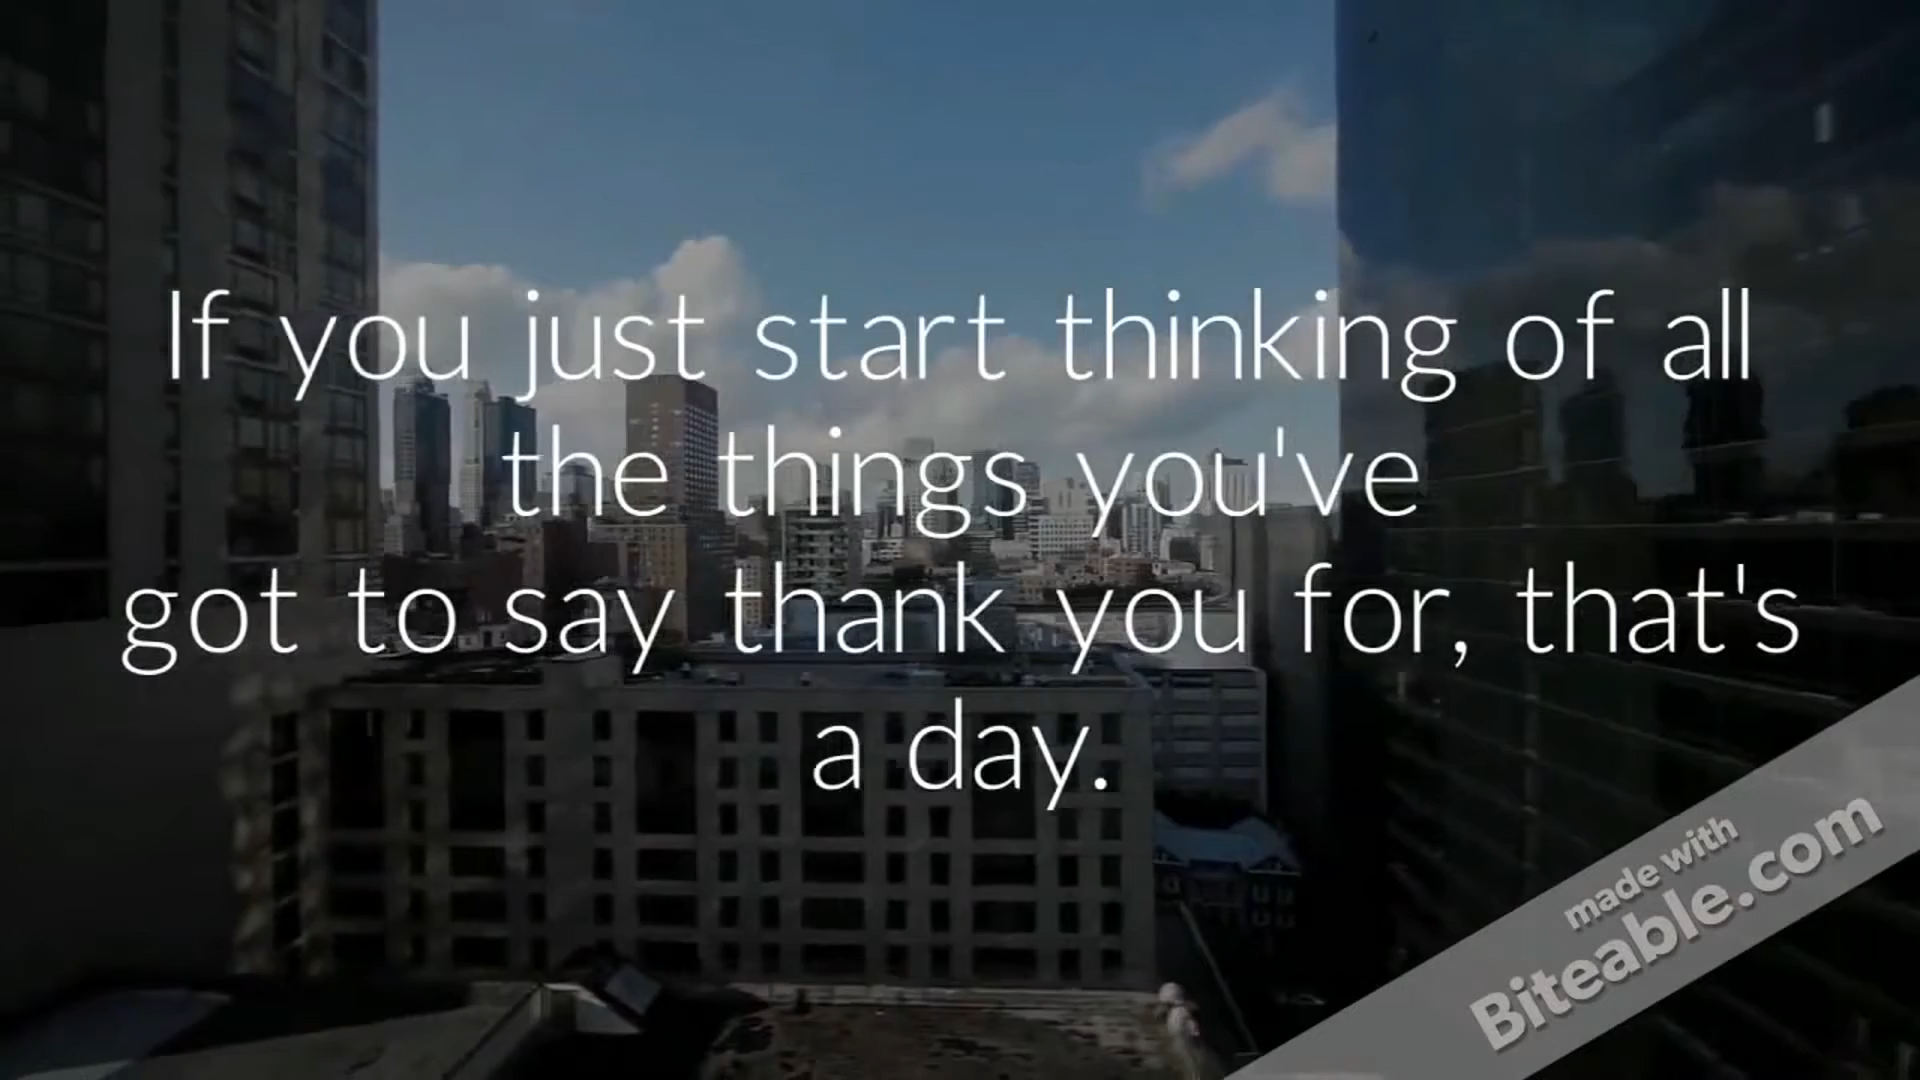 If you just start thinking of all
the things you've
got to say thank you for, that's
a day.
made with
Biteable.com